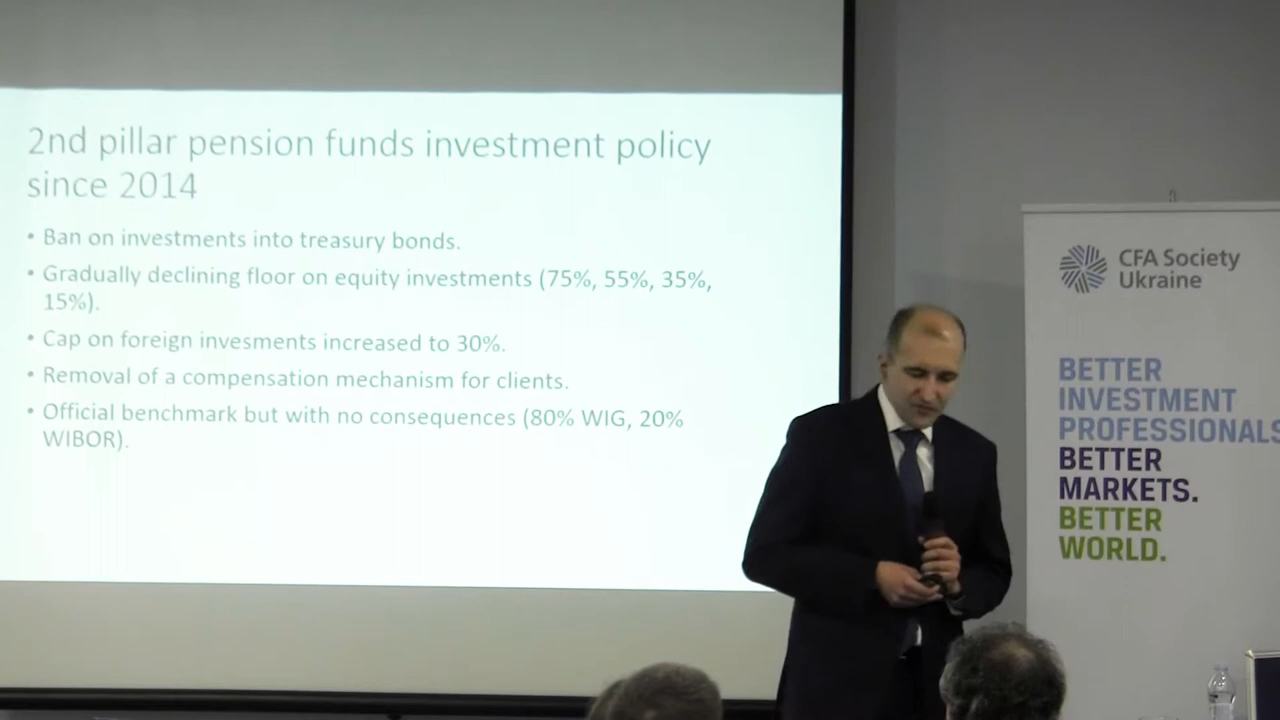 2nd pillar pension funds investment policy
since 2014
• Ban on investments into treasury bonds.
• Gradually declining floor on equity investments (75%, 55%, 35%,
15%).
• Cap on foreign invesments increased to 30%.
• Removal of a compensation mechanism for clients.
• Official benchmark but with no consequences (80% WIG, 20%
WIBOR).
CFA Society
Ukraine
BETTER
INVESTMENT
PROFESSIONALS
BETTER
MARKETS.
BETTER
WORLD.